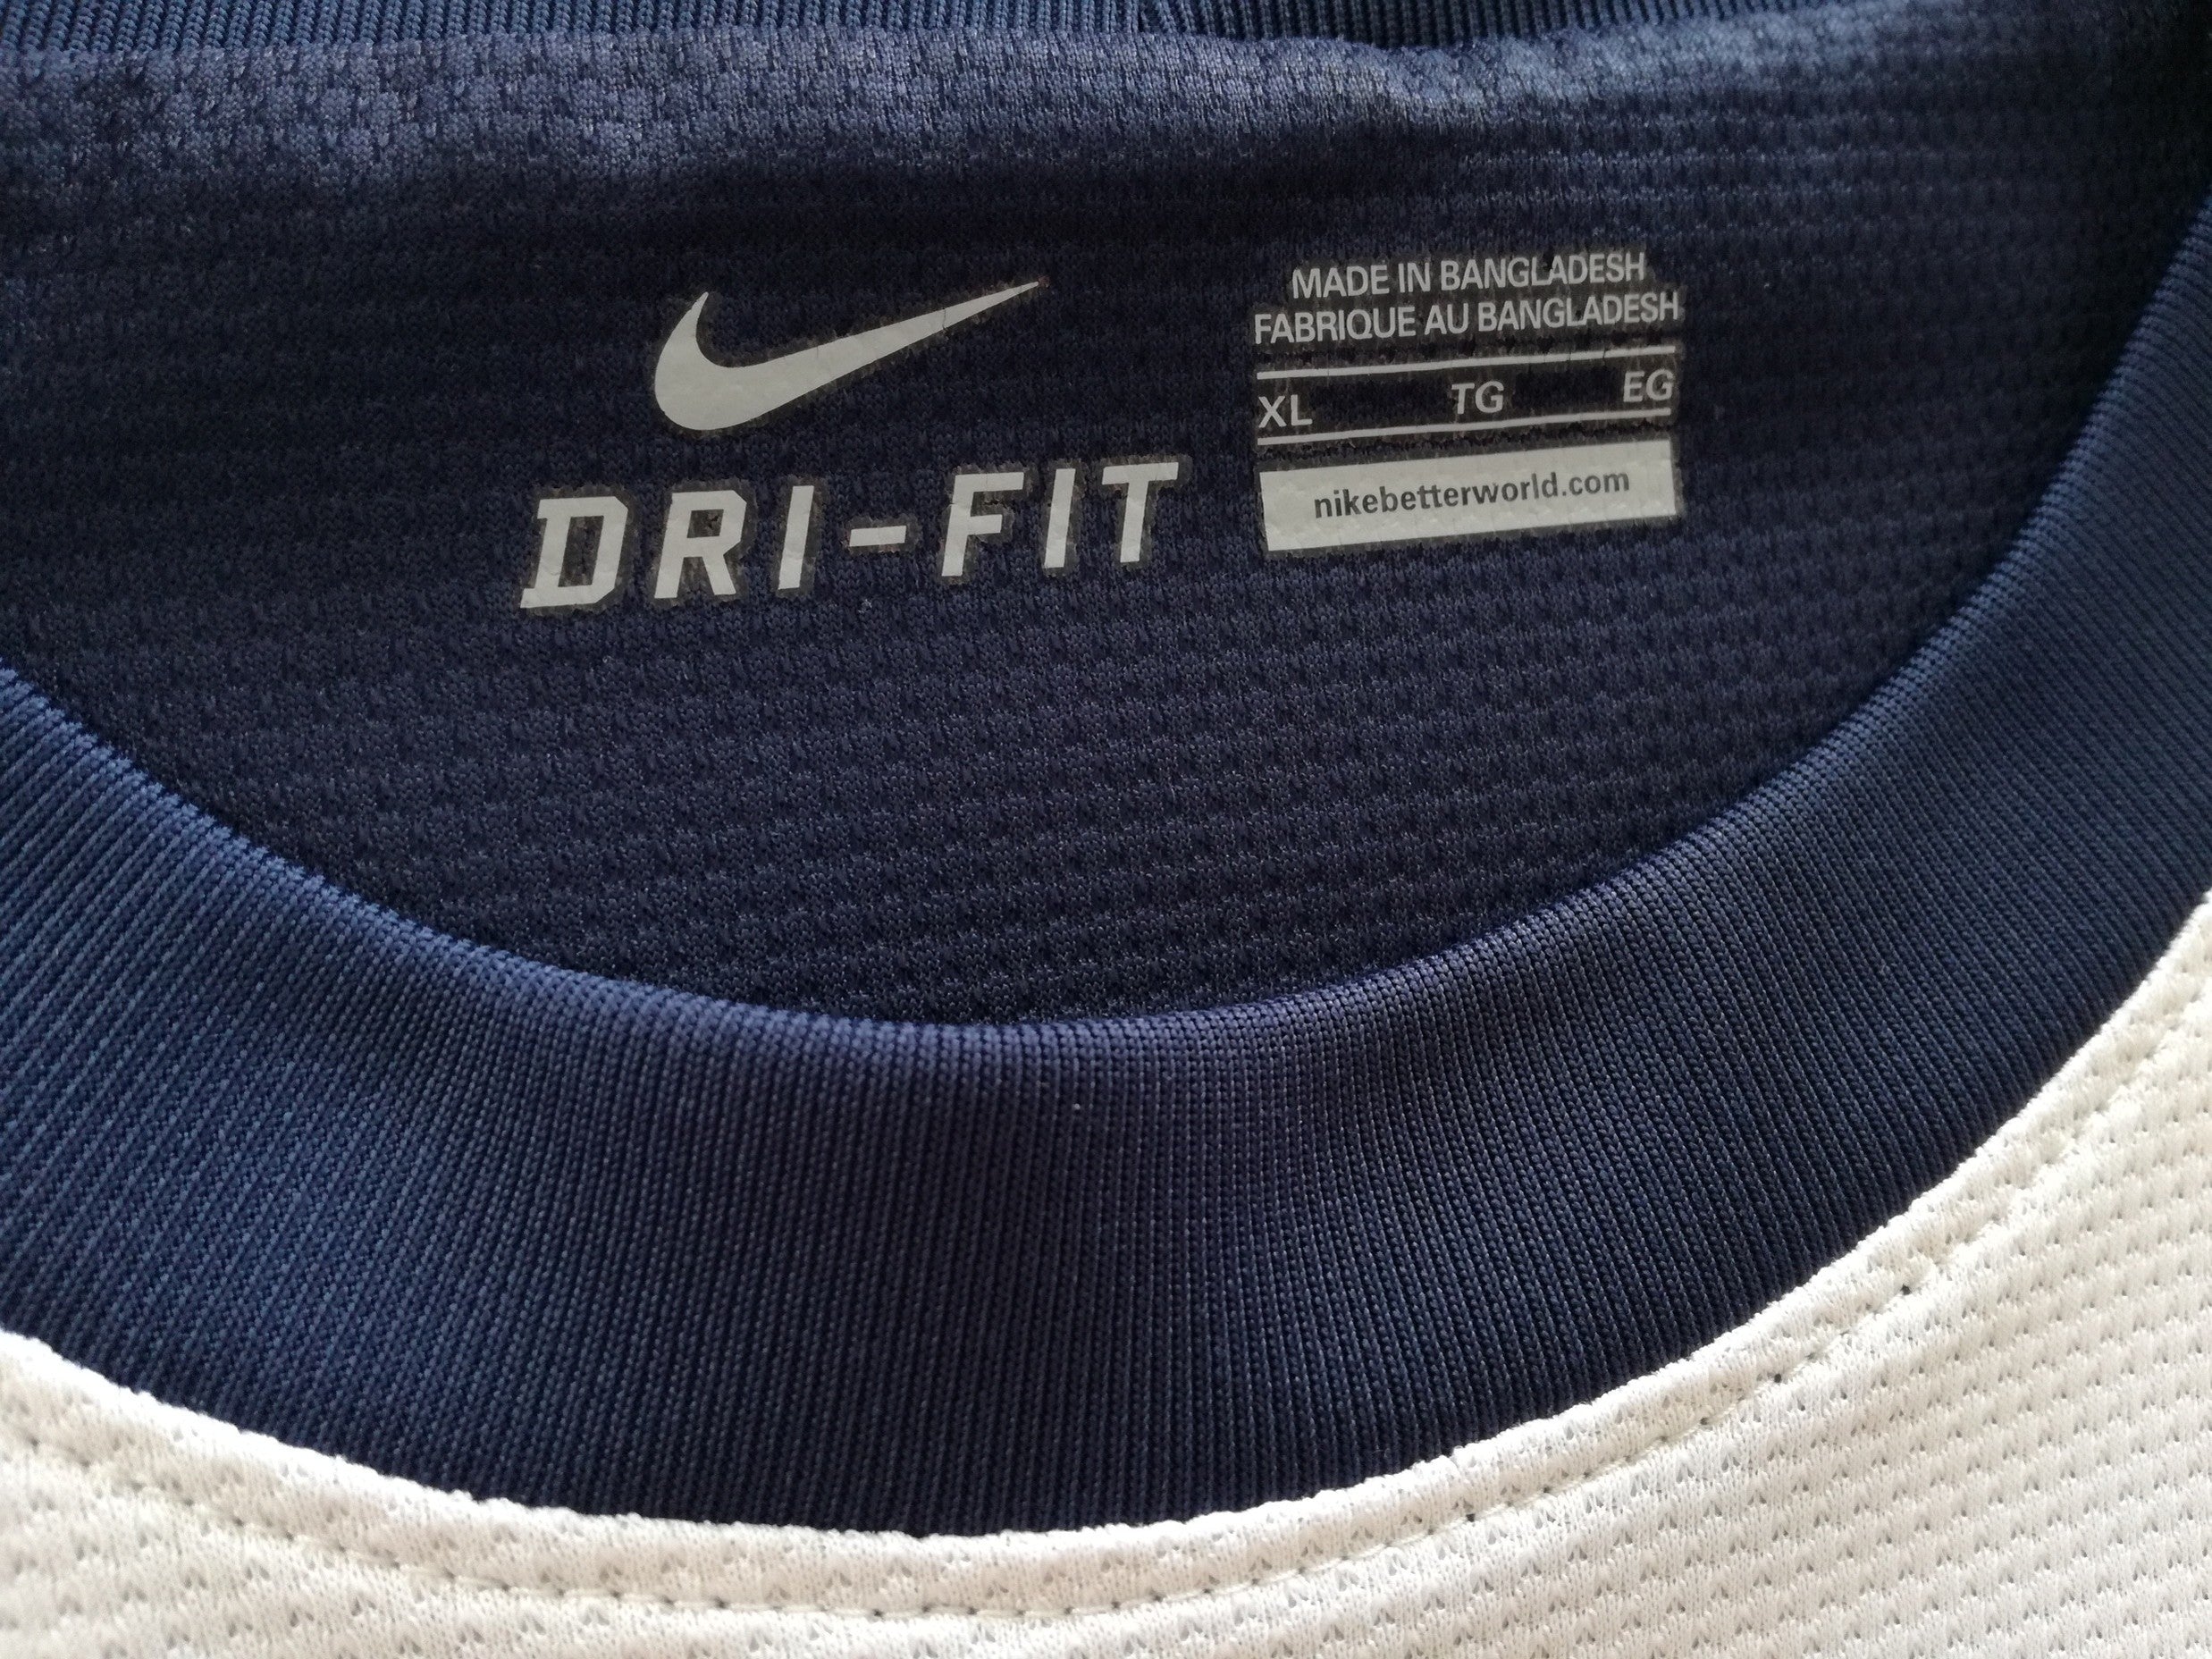 DRI-FIT
MADE IN BANGLADESH
FABRIQUE AU BANGLADESH
XL TG EG
nikebetterworld.com